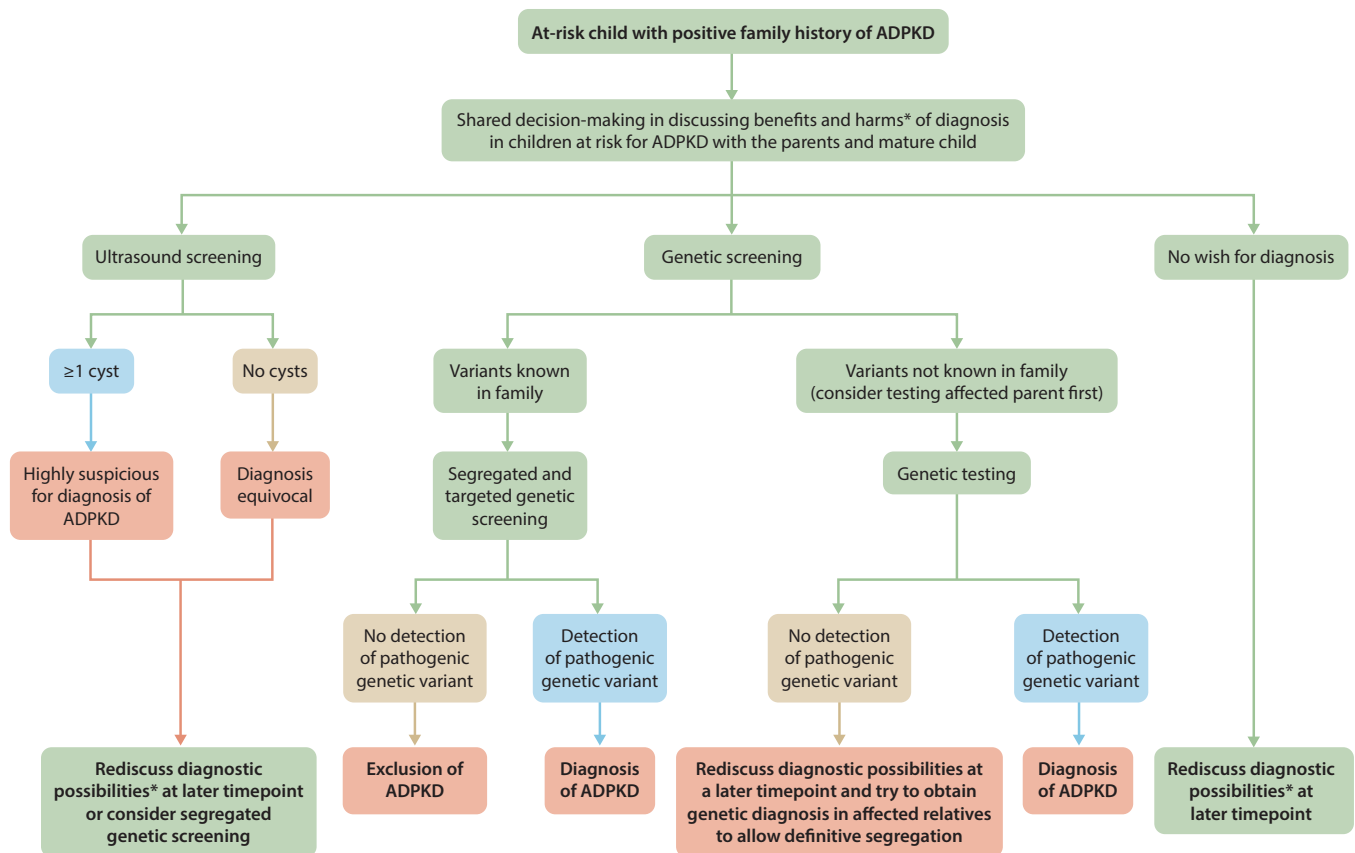 At-risk child with positive family history of ADPKD
Shared decision-making in discussing benefits and harms* of diagnosis
in children at risk for ADPKD with the parents and mature child
Ultrasound screening
Genetic screening
No wish for diagnosis
≥1 cyst
No cysts
Variants known
in family
Variants not known in family
(consider testing affected parent first)
Highly suspicious
for diagnosis of
ADPKD
Diagnosis
equivocal
Segregated and
targeted genetic
screening
Genetic testing
No detection
of pathogenic
genetic variant
Detection
of pathogenic
genetic variant
No detection
of pathogenic
genetic variant
Detection
of pathogenic
genetic variant
Rediscuss diagnostic
possibilities* at later timepoint
or consider segregated
genetic screening
Exclusion of
ADPKD
Diagnosis
of ADPKD
Rediscuss diagnostic possibilities at
a later timepoint and try to obtain
genetic diagnosis in affected relatives
to allow definitive segregation
Diagnosis
of ADPKD
Rediscuss diagnostic
possibilities* at
later timepoint